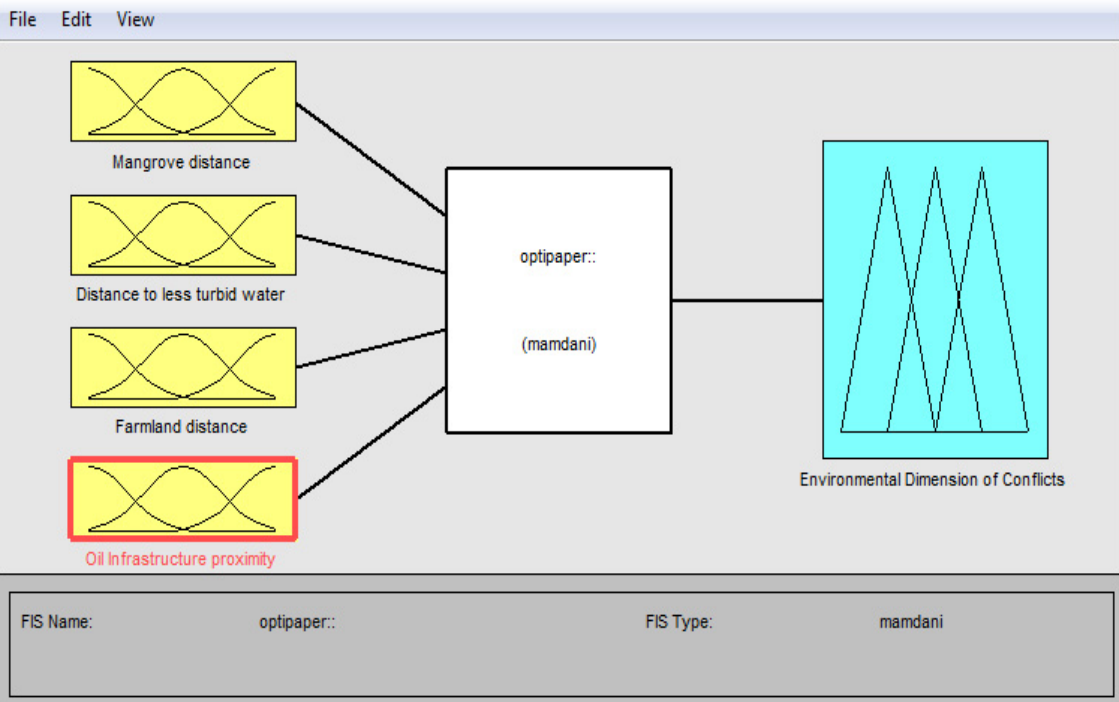 File Edit View
Mangrove distance
Distance to less turbid water
Farmland distance
Oil Infrastructure proximity
optipaper::
(mamdani)
Environmental Dimension of Conflicts
FIS Name: optipaper:: FIS Type: mamdani